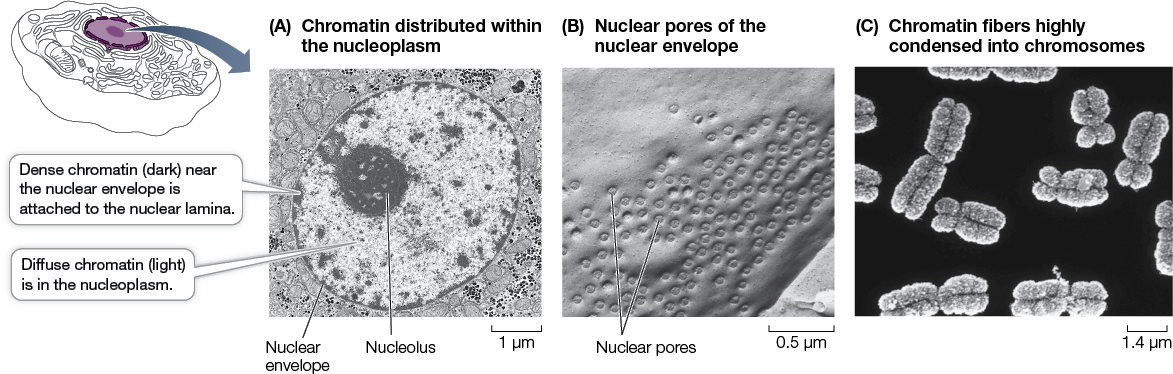 (A) Chromatin distributed within
the nucleoplasm
(B) Nuclear pores of the
nuclear envelope
(C) Chromatin fibers highly
condensed into chromosomes
Dense chromatin (dark) near
the nuclear envelope is
attached to the nuclear lamina.
Diffuse chromatin (light)
is in the nucleoplasm.
Nuclear
envelope
Nucleolus
1 µm
Nuclear pores
0.5 µm
1.4 µm